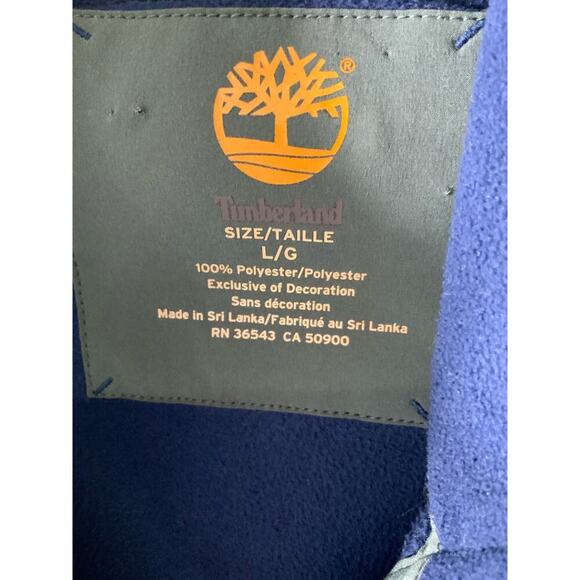 ®
Timberland
SIZE/TAILLE
L/G
100% Polyester/Polyester
Exclusive of Decoration
Sans décoration
Made in Sri Lanka/Fabriqué au Sri Lanka
RN 36543 CA 50900